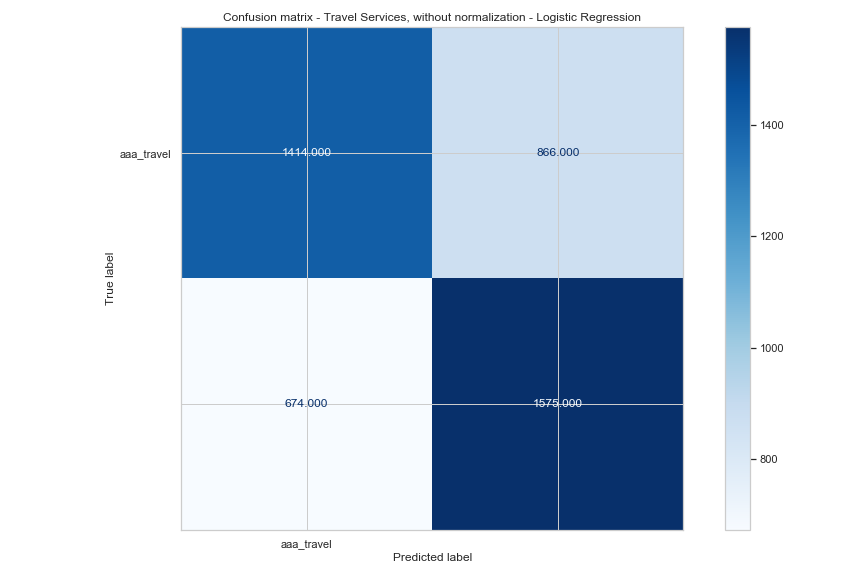 Confusion matrix - Travel Services, without normalization - Logistic Regression
aaa_travel
1414.000
866.000
674.000
1575.000
True label
aaa_travel
Predicted label
1400
1200
1000
800